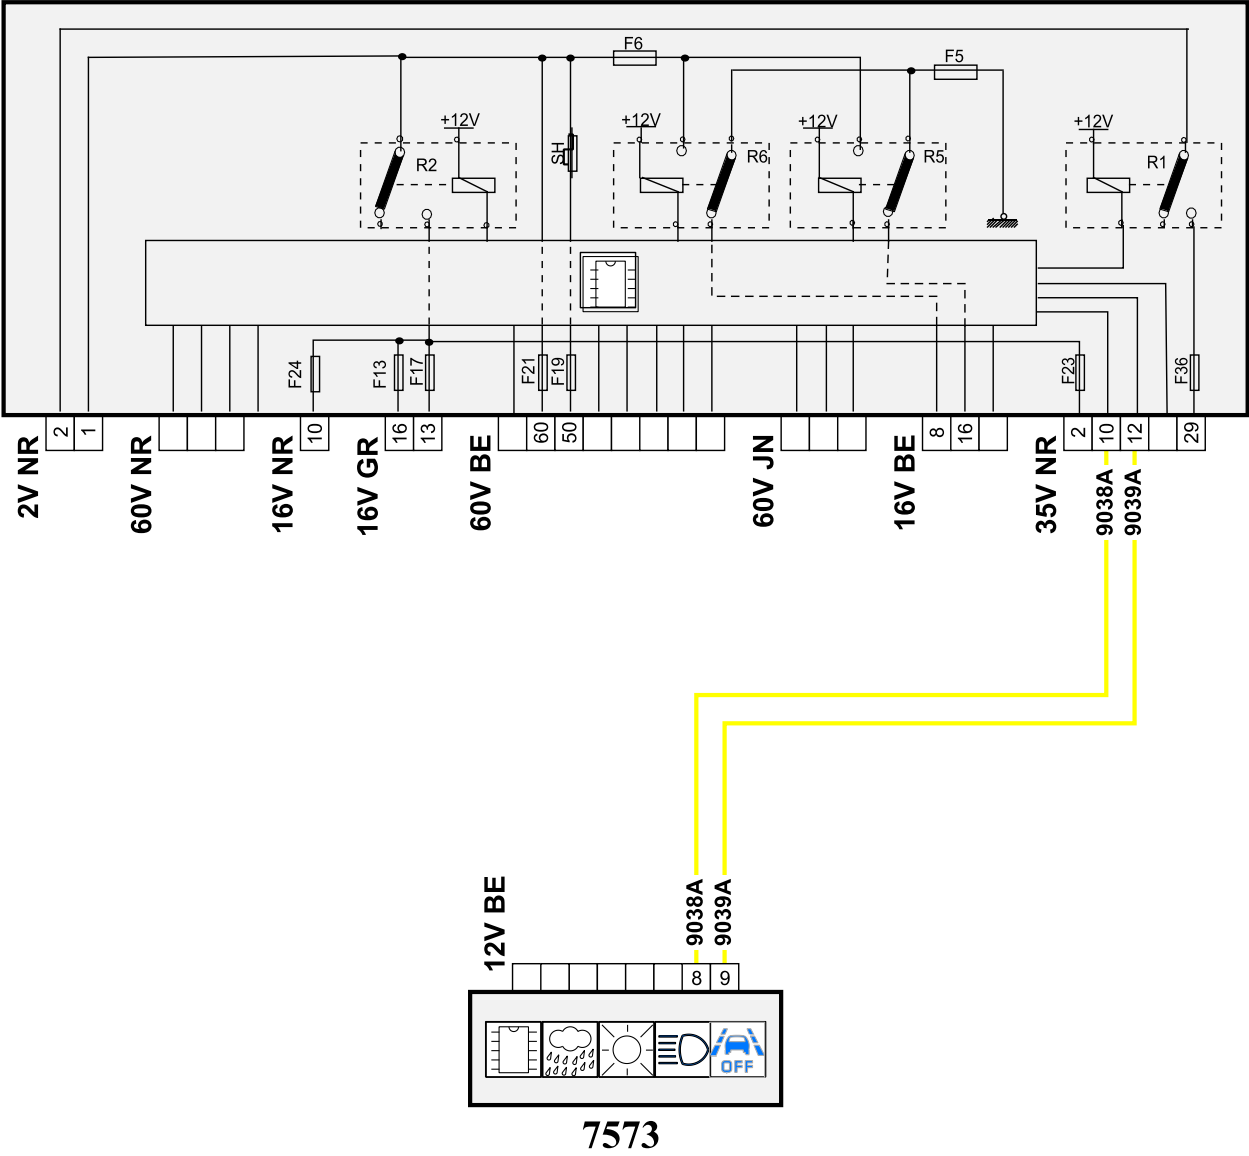 F6
F5
+12V
+12V
+12V
+12V
SH
R2
R6
R5
R1
F24
F13
F17
F21
F19
F23
F36
2
1
10
16
13
60
50
8
16
2
10
12
29
2V NR
60V NR
16V NR
16V GR
60V BE
60V JN
16V BE
35V NR
9038A
9039A
12V BE
9038A
9039A
8
9
OFF
7573